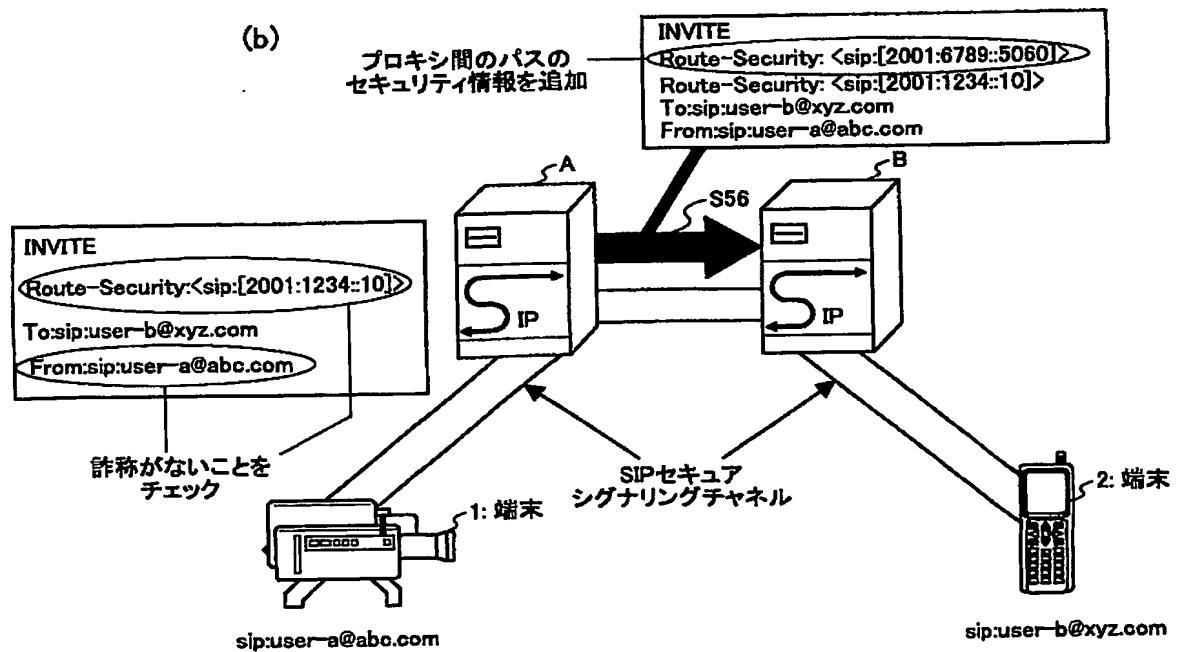 (b)
プロキシ間のパスの
セキュリティ情報を追加
INVITE
Route-Security: <sip:[2001:6789::5060]>
Route-Security: <sip:[2001:1234::10]>
To:sip:user-b@xyz.com
From:sip:user-a@abc.com
A
B
S56
INVITE
Route-Security:<sip:[2001:1234::10]>
To:sip:user-b@xyz.com
From:sip:user-a@abc.com
IP
IP
詐称がないことを
チェック
SIPセキュア
シグナリングチャネル
1: 端末
2: 端末
sip:user-a@abc.com
sip:user-b@xyz.com